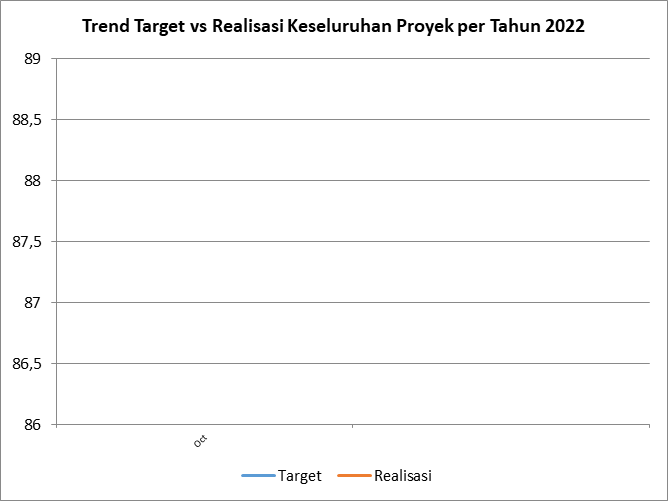 Trend Target vs Realisasi Keseluruhan Proyek per Tahun 2022
89
88,5
88
87,5
87
86,5
86
Oct
Target Realisasi